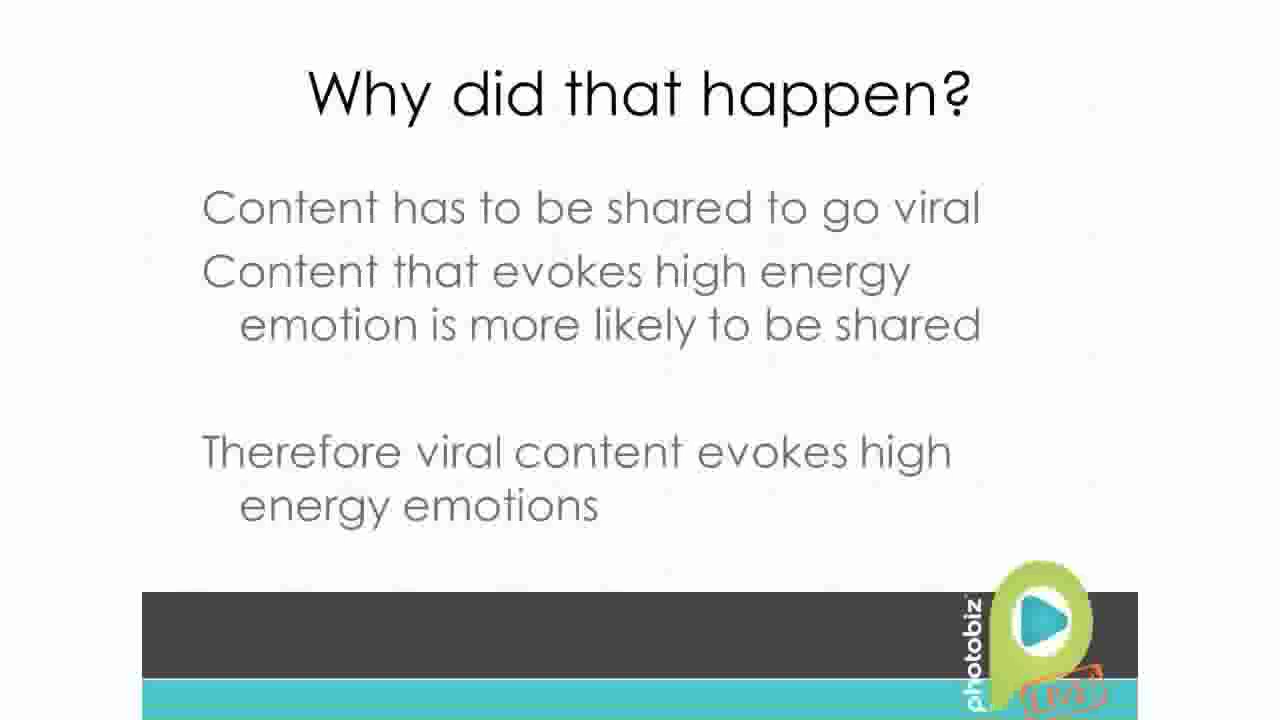 Why did that happen?
Content has to be shared to go viral
Content that evokes high energy
emotion is more likely to be shared
Therefore viral content evokes high
energy emotions
photobiz
LIVE